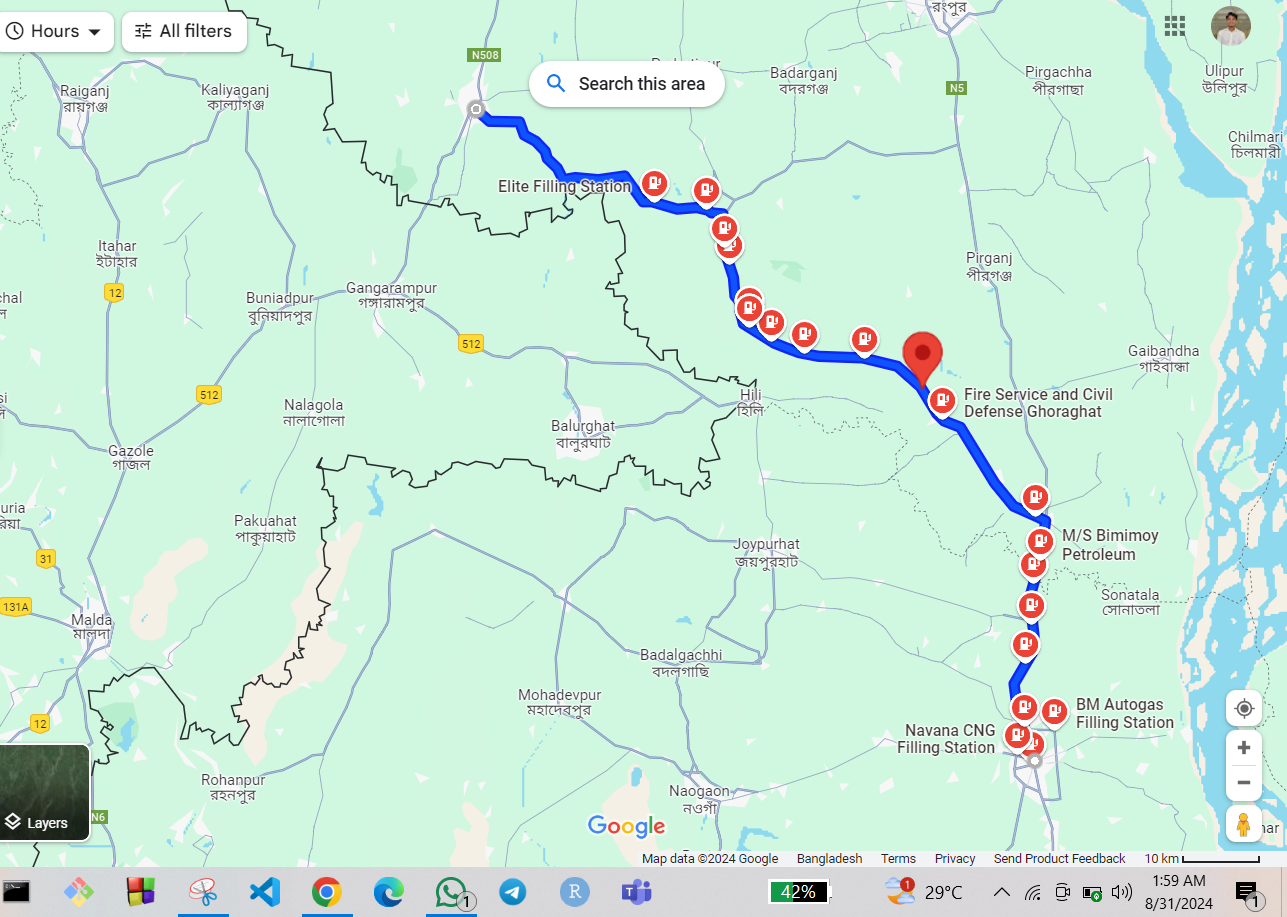 Hours
All filters
Search this area
N508
রংপুর
Badarganj
বদরগঞ্জ
Pirgachha
পীরগাছা
Ulipur
উলিপুর
N5
Raiganj
রায়গঞ্জ
Kaliyaganj
কাল্যাগঞ্জ
Chilmari
চিলমারী
Elite Filling Station
Itahar
ইটাহার
Pirganj
পীরগঞ্জ
12
Buniadpur
বুনিয়াদপুর
Gangarampur
গঙ্গারামপুর
512
Gaibandha
গাইবান্ধা
512
Hili
হিলি
Fire Service and Civil
Defense Ghoraghat
Nalagola
নালাগোলা
Balurghat
বালুরঘাট
Gazole
গাজল
Pakuahat
পাকুয়াহাট
M/S Bimimoy
Petroleum
Joypurhat
জয়পুরহাট
31
Sonatala
সোনাতলা
131A
Malda
মালদা
Badalgachhi
বদলগাছি
Mohadevpur
মহাদেবপুর
BM Autogas
Filling Station
12
Navana CNG
Filling Station
Rohanpur
রহনপুর
Naogaon
নওগাঁ
Layers
N6
Google
Map data ©2024 Google Bangladesh Terms Privacy Send Product Feedback 10 km
42%
1
1
29°C
1:59 AM
8/31/2024
1